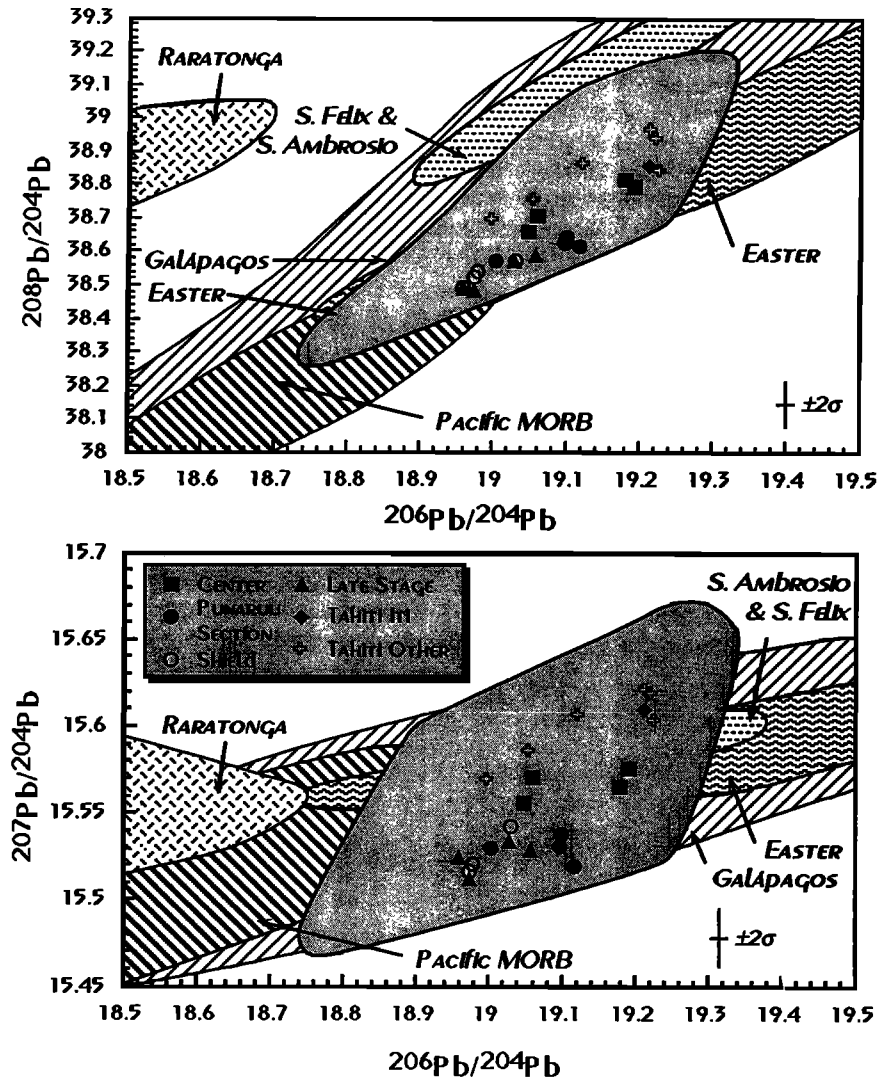 39.3
39.2
39.1
39
38.9
38.8
38.7
38.6
38.5
38.4
38.3
38.2
38.1
38
208Pb/204Pb
RARATONGA
S. FELIX &
S. AMBROSIO
GALÁPAGOS
EASTER
EASTER
PACIFIC MORB
±2σ
18.5 18.6 18.7 18.8 18.9 19 19.1 19.2 19.3 19.4 19.5
206Pb/204Pb
15.7
15.65
15.6
15.55
15.5
15.45
207Pb/204Pb
CENTER
PUNARUU
SECTION:
SHIELD
LATE STAGE
TAHITI ITI
TAHITI OTHER
S. AMBROSIO
& S. FELIX
RARATONGA
EASTER
GALÁPAGOS
PACIFIC MORB
±2σ
18.5 18.6 18.7 18.8 18.9 19 19.1 19.2 19.3 19.4 19.5
206Pb/204Pb